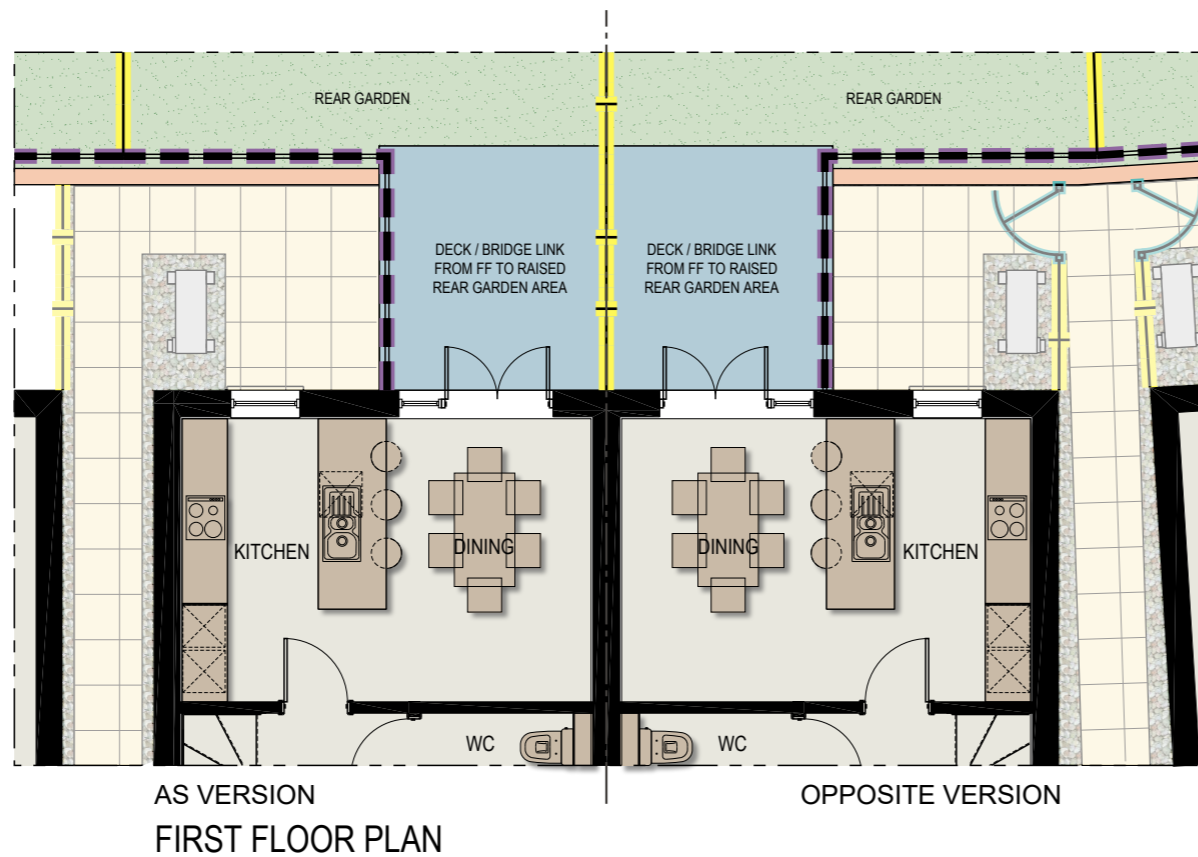 REAR GARDEN
REAR GARDEN
DECK / BRIDGE LINK
FROM FF TO RAISED
REAR GARDEN AREA
DECK / BRIDGE LINK
FROM FF TO RAISED
REAR GARDEN AREA
KITCHEN
DINING
DINING
KITCHEN
WC
WC
AS VERSION
OPPOSITE VERSION
FIRST FLOOR PLAN